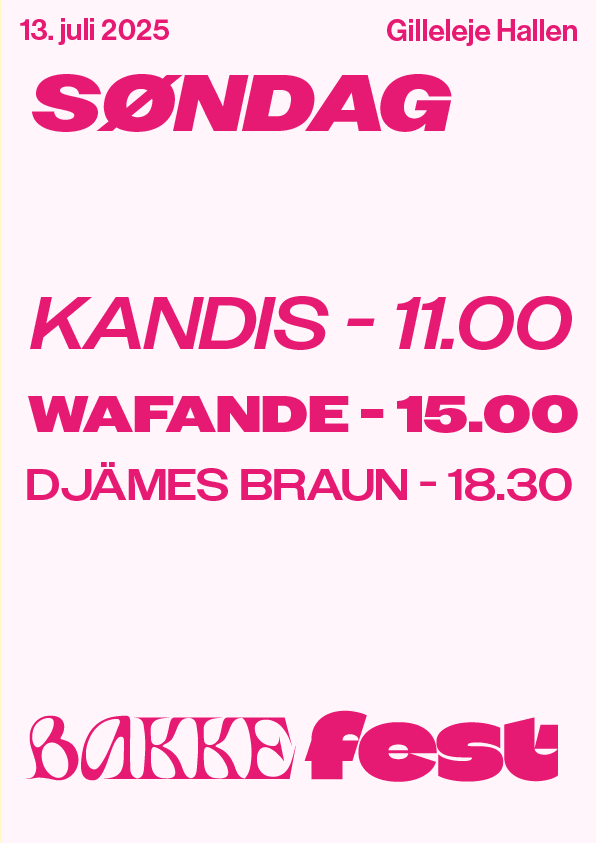 13. juli 2025 Gilleleje Hallen
SØNDAG
KANDIS - 11.00
WAFANDE - 15.00
DJÄMES BRAUN - 18.30
BAKKE fest